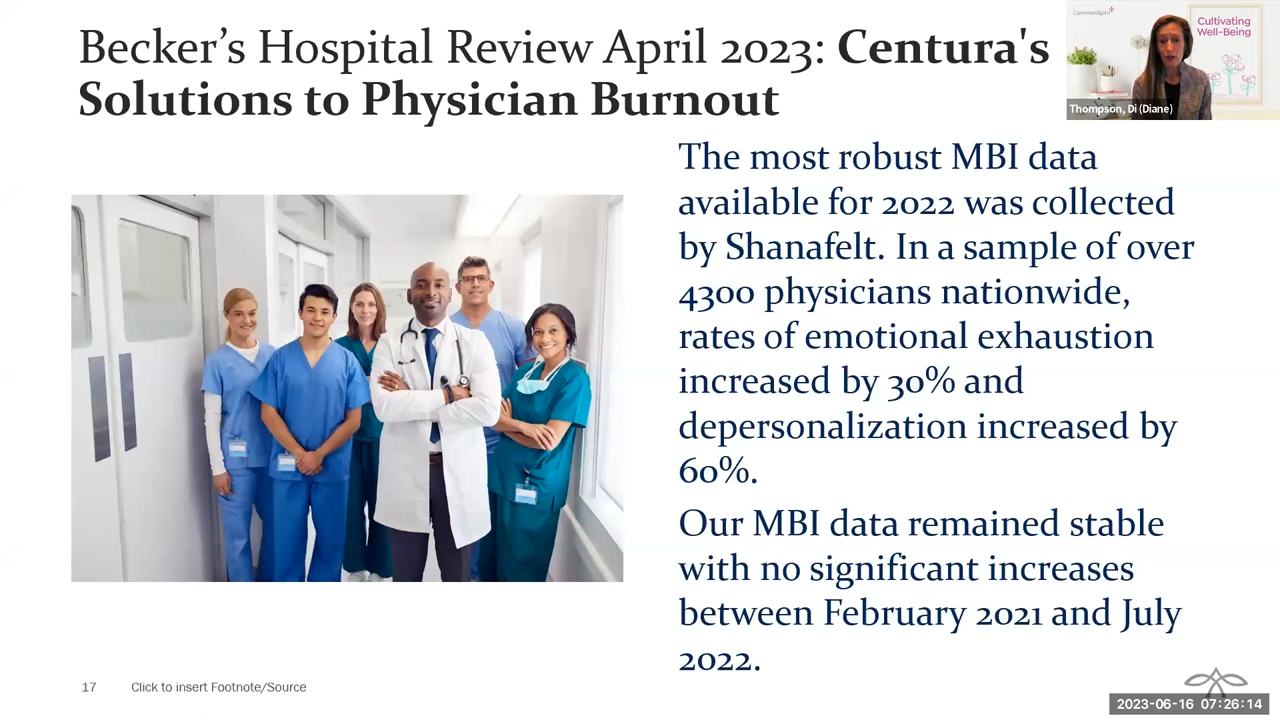 Becker's Hospital Review April 2023: Centura's
Solutions to Physician Burnout
CommonSpirit
Cultivating
Well-Being
Thompson, Di (Diane)
The most robust MBI data
available for 2022 was collected
by Shanafelt. In a sample of over
4300 physicians nationwide,
rates of emotional exhaustion
increased by 30% and
depersonalization increased by
60%.
Our MBI data remained stable
with no significant increases
between February 2021 and July
2022.
17
Click to insert Footnote/Source
2023-06-16 07:26:14